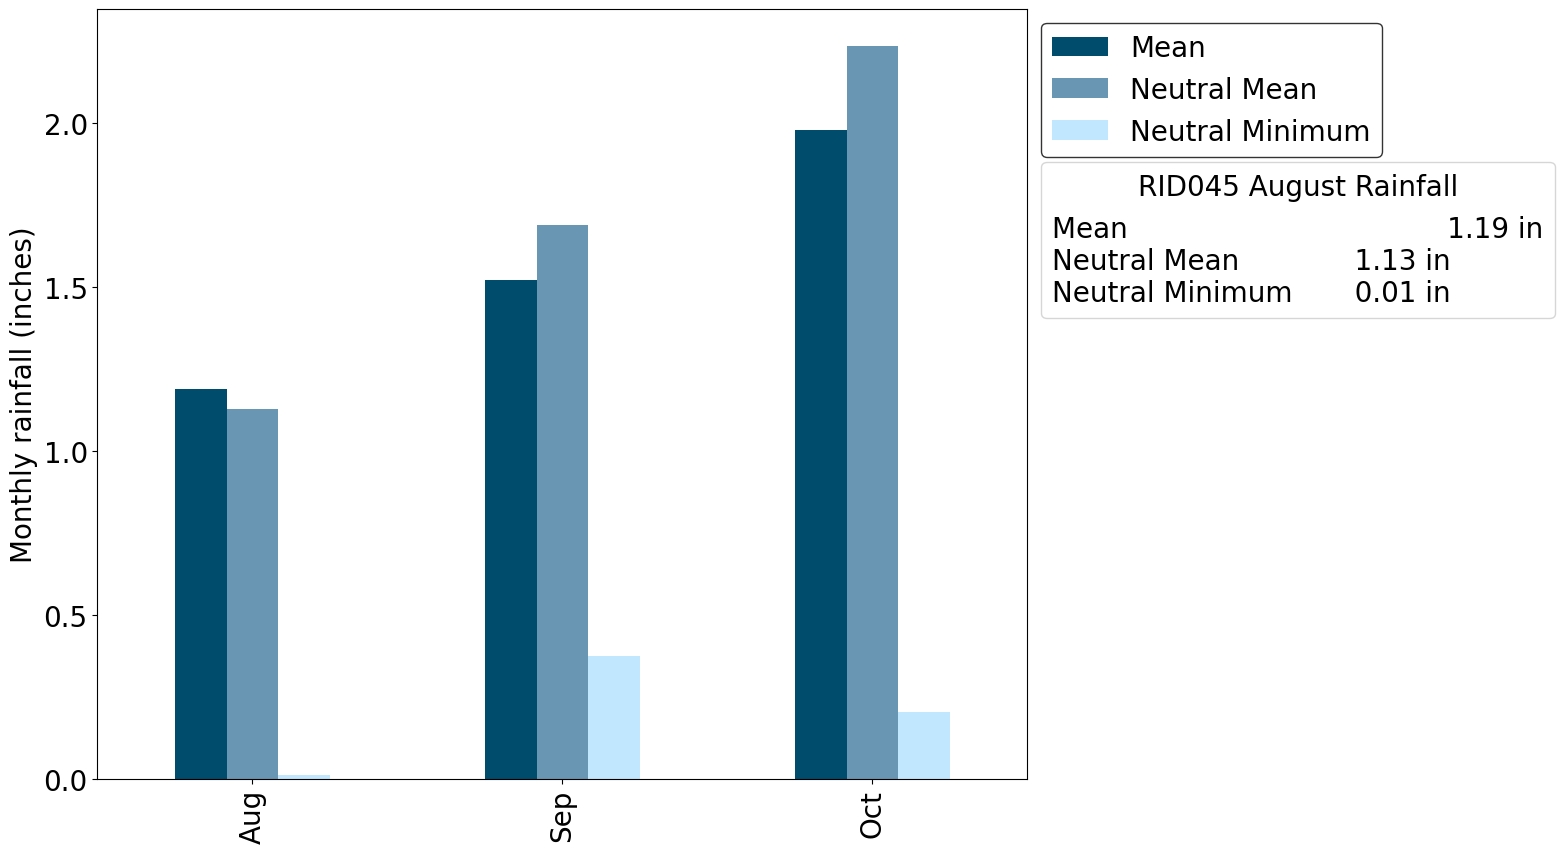 Monthly rainfall (inches)
2.0
1.5
1.0
0.5
0.0
Aug
Sep
Oct
Mean
Neutral Mean
Neutral Minimum
RID045 August Rainfall
Mean 1.19 in
Neutral Mean 1.13 in
Neutral Minimum 0.01 in